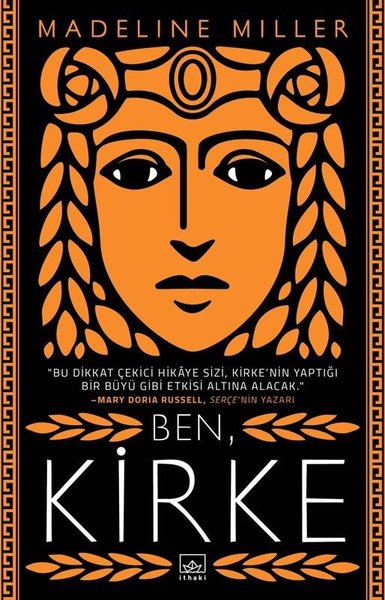 MADELINE MILLER
"BU DİKKAT ÇEKİCİ HİKÂYE SİZİ, KİRKE'NİN YAPTIĞI
BİR BÜYÜ GİBİ ETKİSİ ALTINA ALACAK."
–MARY DORIA RUSSELL, SERÇE'NİN YAZARI
BEN,
KİRKE
ithaki